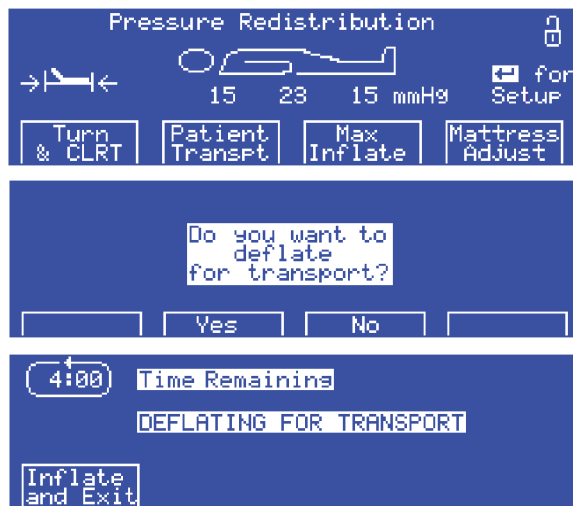 Pressure Redistribution
for
15 23 15 mmHg Setup
Turn & CLRT
Patient Transpt
Max Inflate
Mattress Adjust
Do you want to
deflate
for transport?
Yes No
4:00 Time Remaining
DEFLATING FOR TRANSPORT
Inflate
and Exit